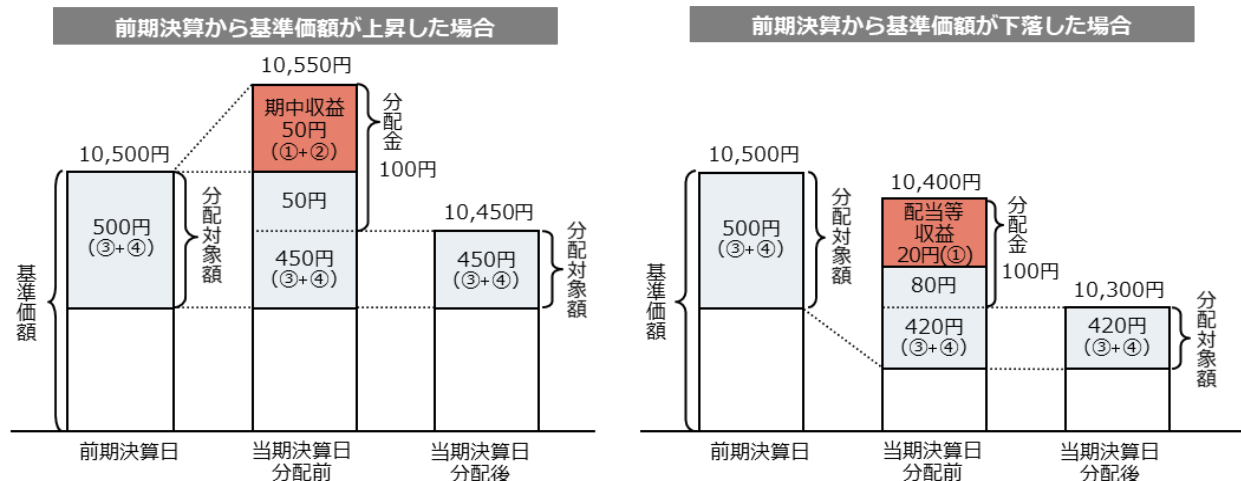 前期決算から基準価額が上昇した場合
10,550円
期中収益
50円
(①+②)
分配金
100円
10,500円
500円
(③+④)
分配対象額
50円
10,450円
450円
(③+④)
450円
(③+④)
分配対象額
基準価額
前期決算日
当期決算日
分配前
当期決算日
分配後
前期決算から基準価額が下落した場合
10,500円
500円
(③+④)
分配対象額
10,400円
配当等
収益
20円(①)
分配金
100円
80円
10,300円
420円
(③+④)
420円
(③+④)
分配対象額
基準価額
前期決算日
当期決算日
分配前
当期決算日
分配後